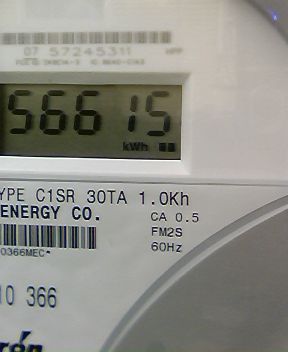 07 57245311
56615
kWh
YPE C1SR 30TA 1.0Kh
ENERGY CO.
CA 0.5
FM2S
60Hz
0366MEC*
10 366
rón